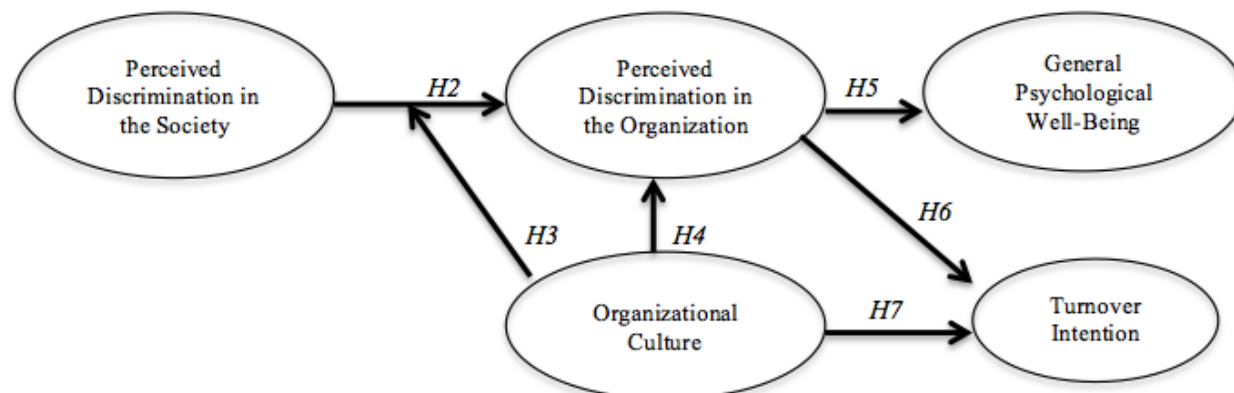 Perceived
Discrimination in
the Society
H2
Perceived
Discrimination in
the Organization
H5
General
Psychological
Well-Being
H3
H4
H6
Organizational
Culture
H7
Turnover
Intention